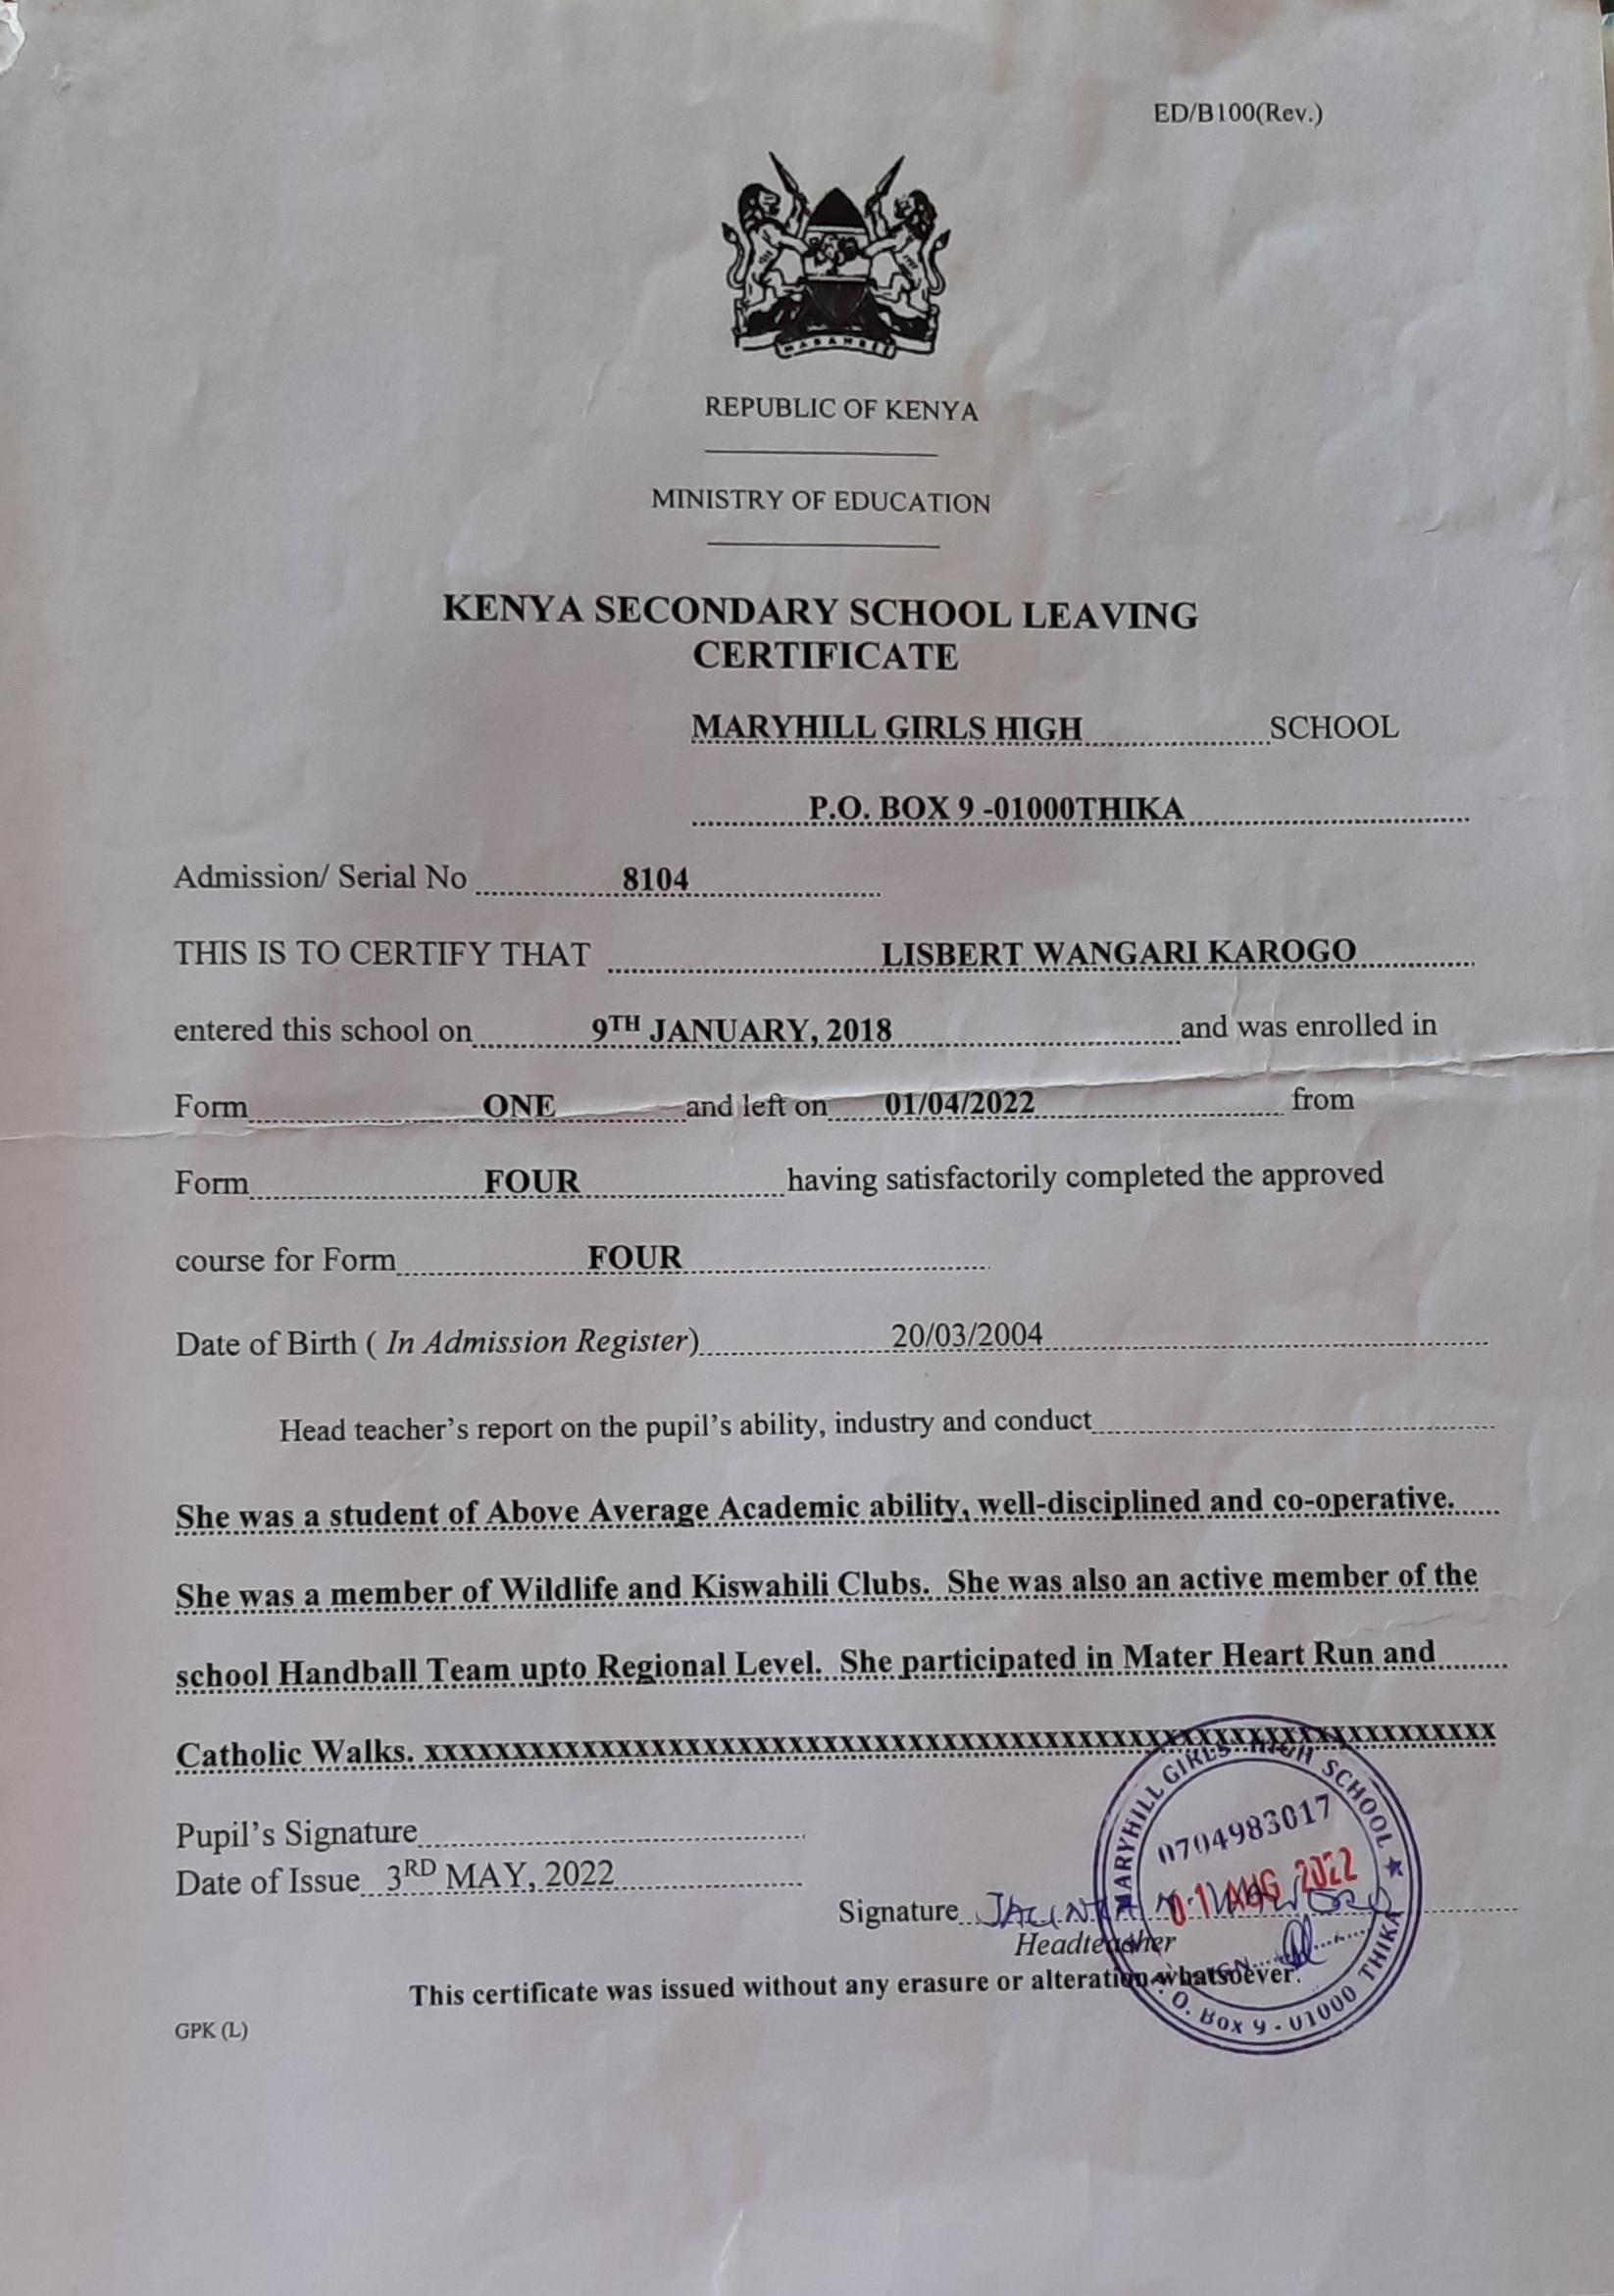 ED/B100(Rev.)
HARAMBEE
REPUBLIC OF KENYA
MINISTRY OF EDUCATION
KENYA SECONDARY SCHOOL LEAVING
CERTIFICATE
MARYHILL GIRLS HIGH SCHOOL
P.O. BOX 9 -01000THIKA
Admission/ Serial No 8104
THIS IS TO CERTIFY THAT LISBERT WANGARI KAROGO
entered this school on 9TH JANUARY, 2018 and was enrolled in
Form ONE and left on 01/04/2022 from
Form FOUR having satisfactorily completed the approved
course for Form FOUR
Date of Birth ( In Admission Register) 20/03/2004
Head teacher's report on the pupil's ability, industry and conduct
She was a student of Above Average Academic ability, well-disciplined and co-operative.
She was a member of Wildlife and Kiswahili Clubs. She was also an active member of the
school Handball Team upto Regional Level. She participated in Mater Heart Run and
Catholic Walks. xxxxxxxxxxxxxxxxxxxxxxxxxxxxxxxxxxxxxxxxxxxxxxxxxxxxxxxxxxxxx
Pupil's Signature
Date of Issue 3RD MAY, 2022
Signature
Headteacher
This certificate was issued without any erasure or alteration whatsoever.
GPK (L)
MARYHILL GIRLS HIGH SCHOOL
0704983017
01 AUG 2022
SIGN
P. O. Box 9 - 01000 THIKA